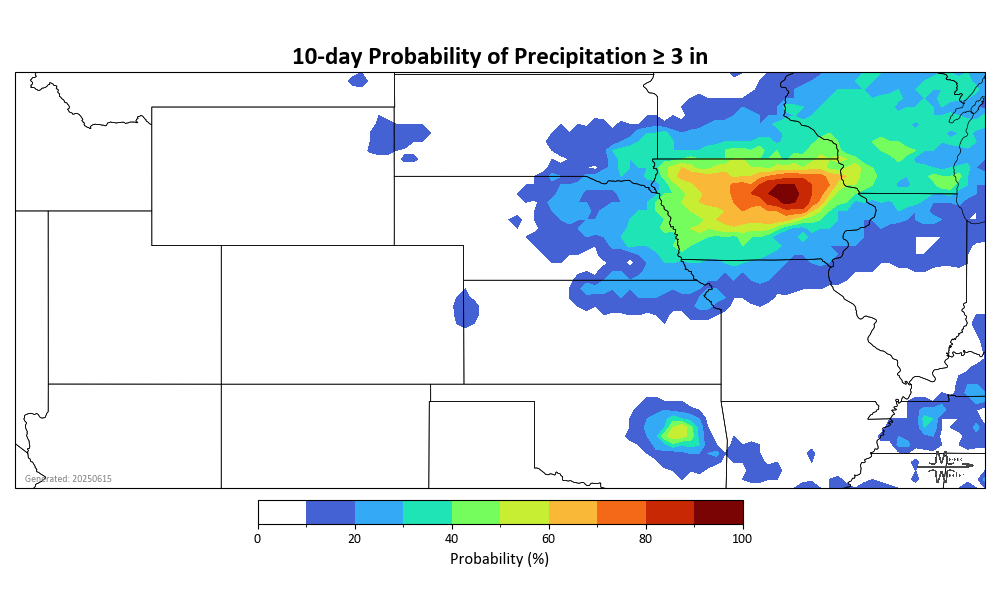 10-day Probability of Precipitation ≥ 3 in
Generated: 20250615
0 20 40 60 80 100
Probability (%)